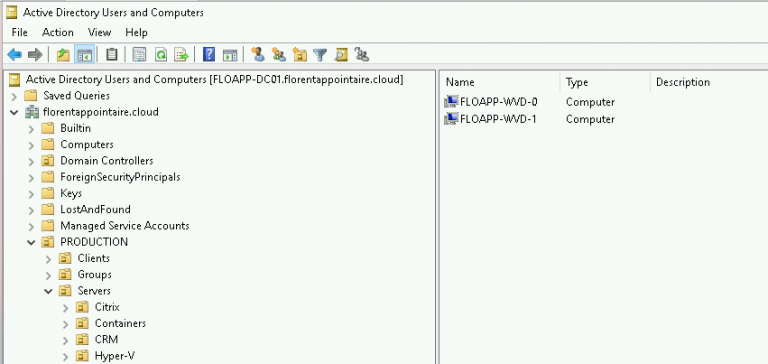 Active Directory Users and Computers
File Action View Help
Active Directory Users and Computers [FLOAPP-DC01.florentappointaire.cloud]
Saved Queries
florentappointaire.cloud
Builtin
Computers
Domain Controllers
ForeignSecurityPrincipals
Keys
LostAndFound
Managed Service Accounts
PRODUCTION
Clients
Groups
Servers
Citrix
Containers
CRM
Hyper-V
Name Type Description
FLOAPP-WVD-0 Computer
FLOAPP-WVD-1 Computer